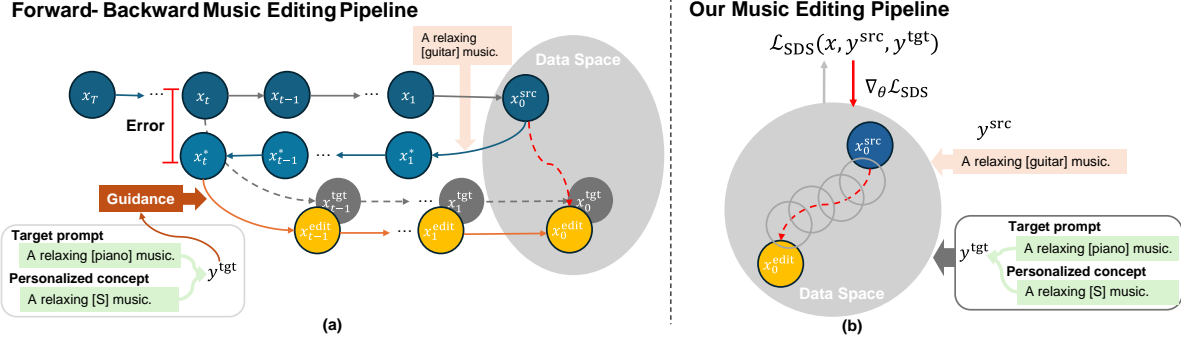 Forward- Backward Music Editing Pipeline
A relaxing
[guitar] music.
Data Space
x_T ... x_t x_{t-1} ... x_1 x_0^src
Error
x_t^* x_{t-1}^* ... x_1^*
Guidance
x_{t-1}^tgt ... x_1^tgt x_0^tgt
x_{t-1}^edit ... x_1^edit x_0^edit
Target prompt
A relaxing [piano] music.
y^tgt
Personalized concept
A relaxing [S] music.
(a)
Our Music Editing Pipeline
ℒ_SDS(x, y^src, y^tgt)
∇_θ ℒ_SDS
x_0^src
y^src
A relaxing [guitar] music.
x_0^edit
Data Space
y^tgt
Target prompt
A relaxing [piano] music.
Personalized concept
A relaxing [S] music.
(b)